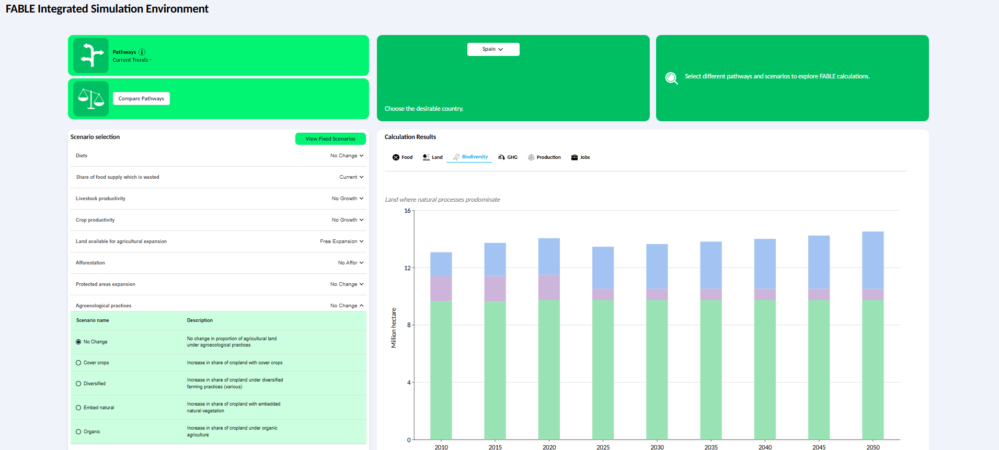 FABLE Integrated Simulation Environment
Pathways
Current Trends
Compare Pathways
Spain
Choose the desirable country.
Select different pathways and scenarios to explore FABLE calculations.
Scenario selection
View Fixed Scenarios
Diets No Change
Share of food supply which is wasted Current
Livestock productivity No Growth
Crop productivity No Growth
Land available for agricultural expansion Free Expansion
Afforestation No Affor
Protected areas expansion No Change
Agroecological practices No Change
Scenario name Description
No Change No change in proportion of agricultural land
under agroecological practices
Cover crops Increase in share of cropland with cover crops
Diversified Increase in share of cropland under diversified
farming practices (various)
Embed natural Increase in share of cropland with embedded
natural vegetation
Organic Increase in share of cropland under organic
agriculture
Calculation Results
Food Land Biodiversity GHG Production Jobs
Land where natural processes prodominate
Million hectare
16
12
8
4
0
2010 2015 2020 2025 2030 2035 2040 2045 2050